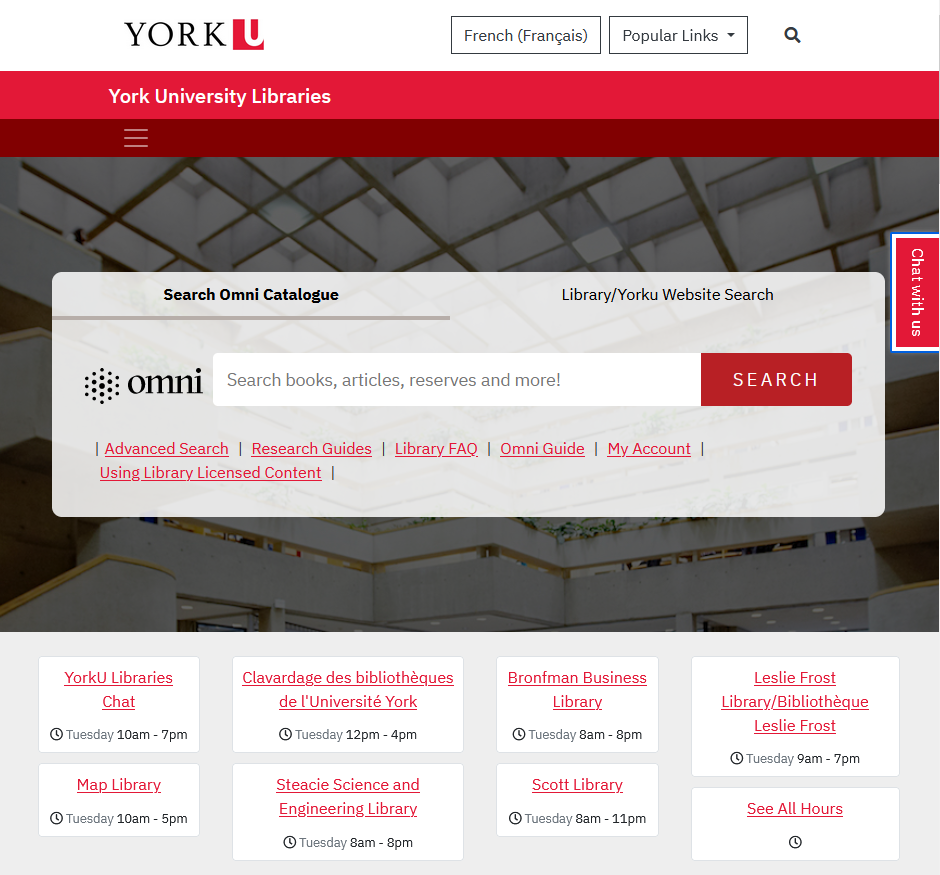 YORK U
French (Français)
Popular Links
York University Libraries
Chat with us
Search Omni Catalogue
Library/Yorku Website Search
omni
Search books, articles, reserves and more!
SEARCH
| Advanced Search | Research Guides | Library FAQ | Omni Guide | My Account |
Using Library Licensed Content |
YorkU Libraries
Chat
Tuesday 10am - 7pm
Clavardage des bibliothèques
de l'Université York
Tuesday 12pm - 4pm
Bronfman Business
Library
Tuesday 8am - 8pm
Leslie Frost
Library/Bibliothèque
Leslie Frost
Tuesday 9am - 7pm
Map Library
Tuesday 10am - 5pm
Steacie Science and
Engineering Library
Tuesday 8am - 8pm
Scott Library
Tuesday 8am - 11pm
See All Hours